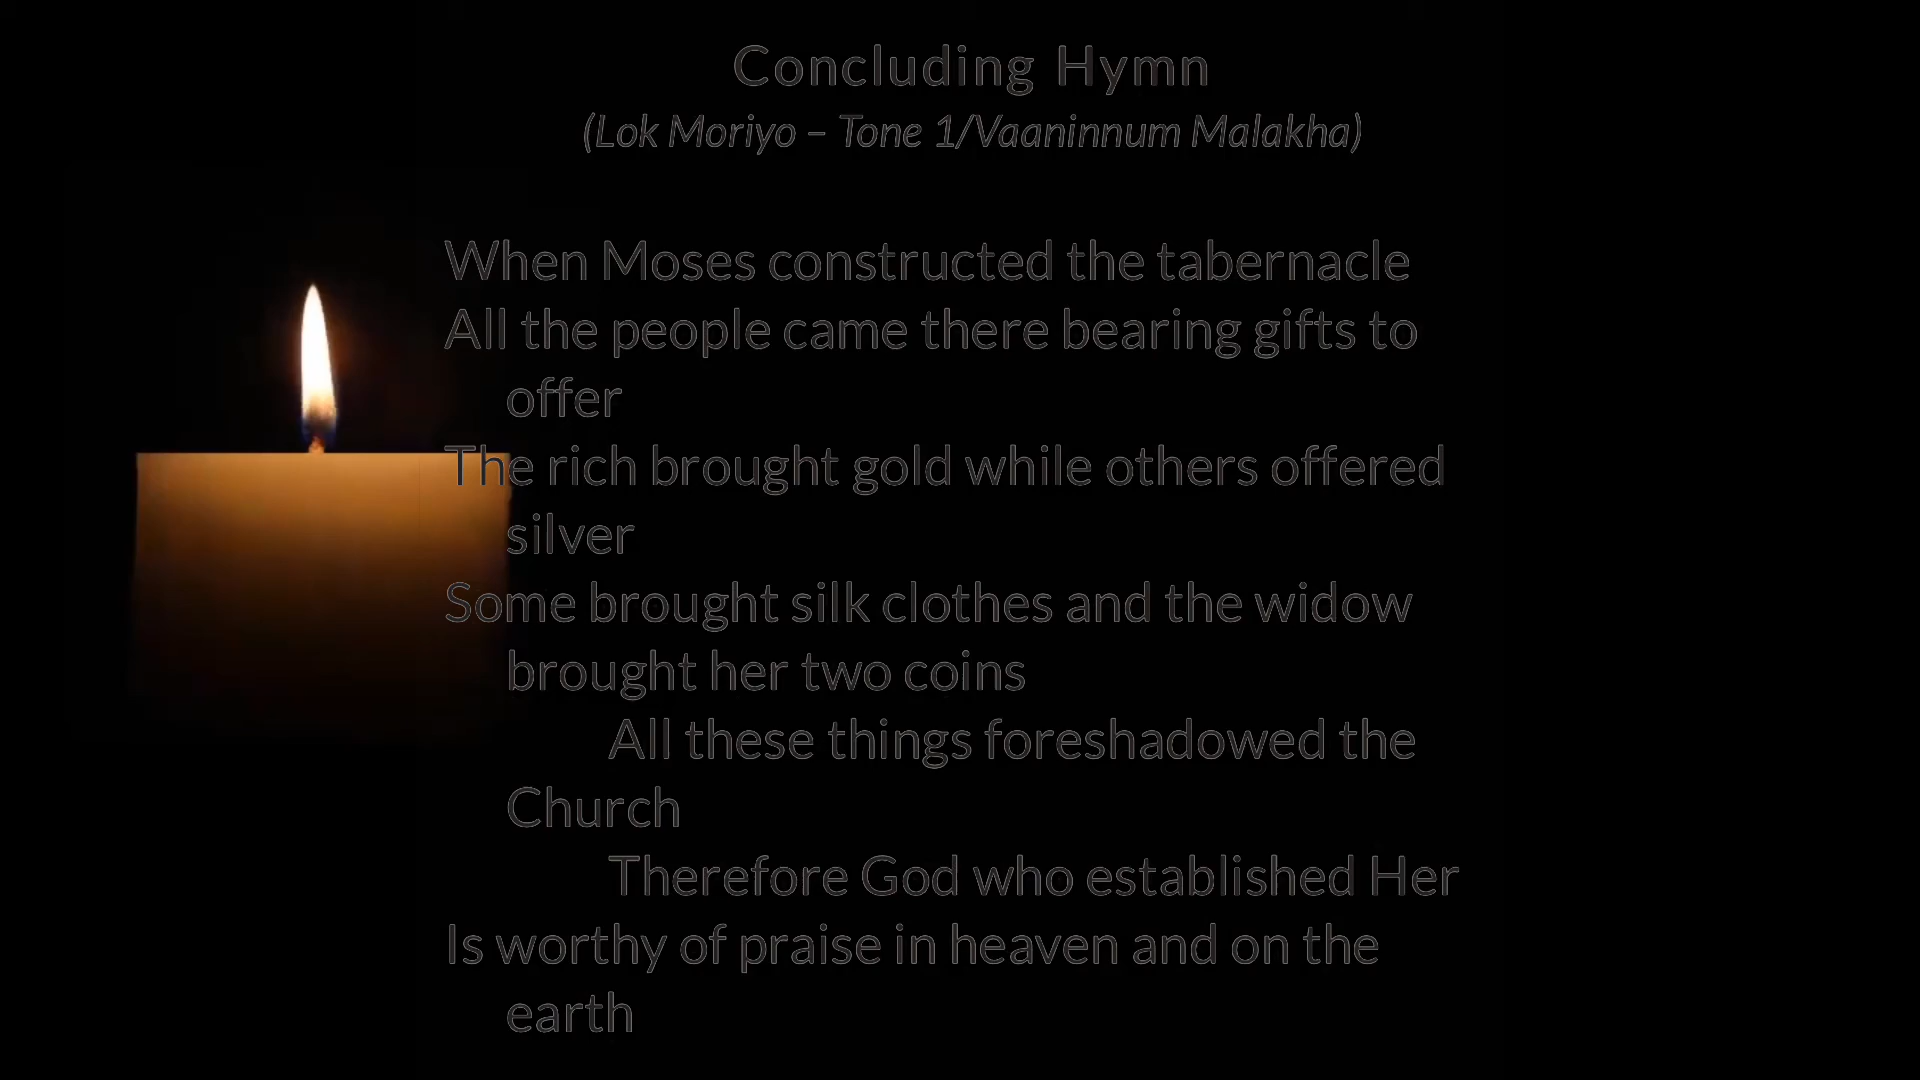 Concluding Hymn
(Lok Moriyo – Tone 1/Vaaninnum Malakha)
When Moses constructed the tabernacle
All the people came there bearing gifts to
offer
The rich brought gold while others offered
silver
Some brought silk clothes and the widow
brought her two coins
All these things foreshadowed the
Church
Therefore God who established Her
Is worthy of praise in heaven and on the
earth